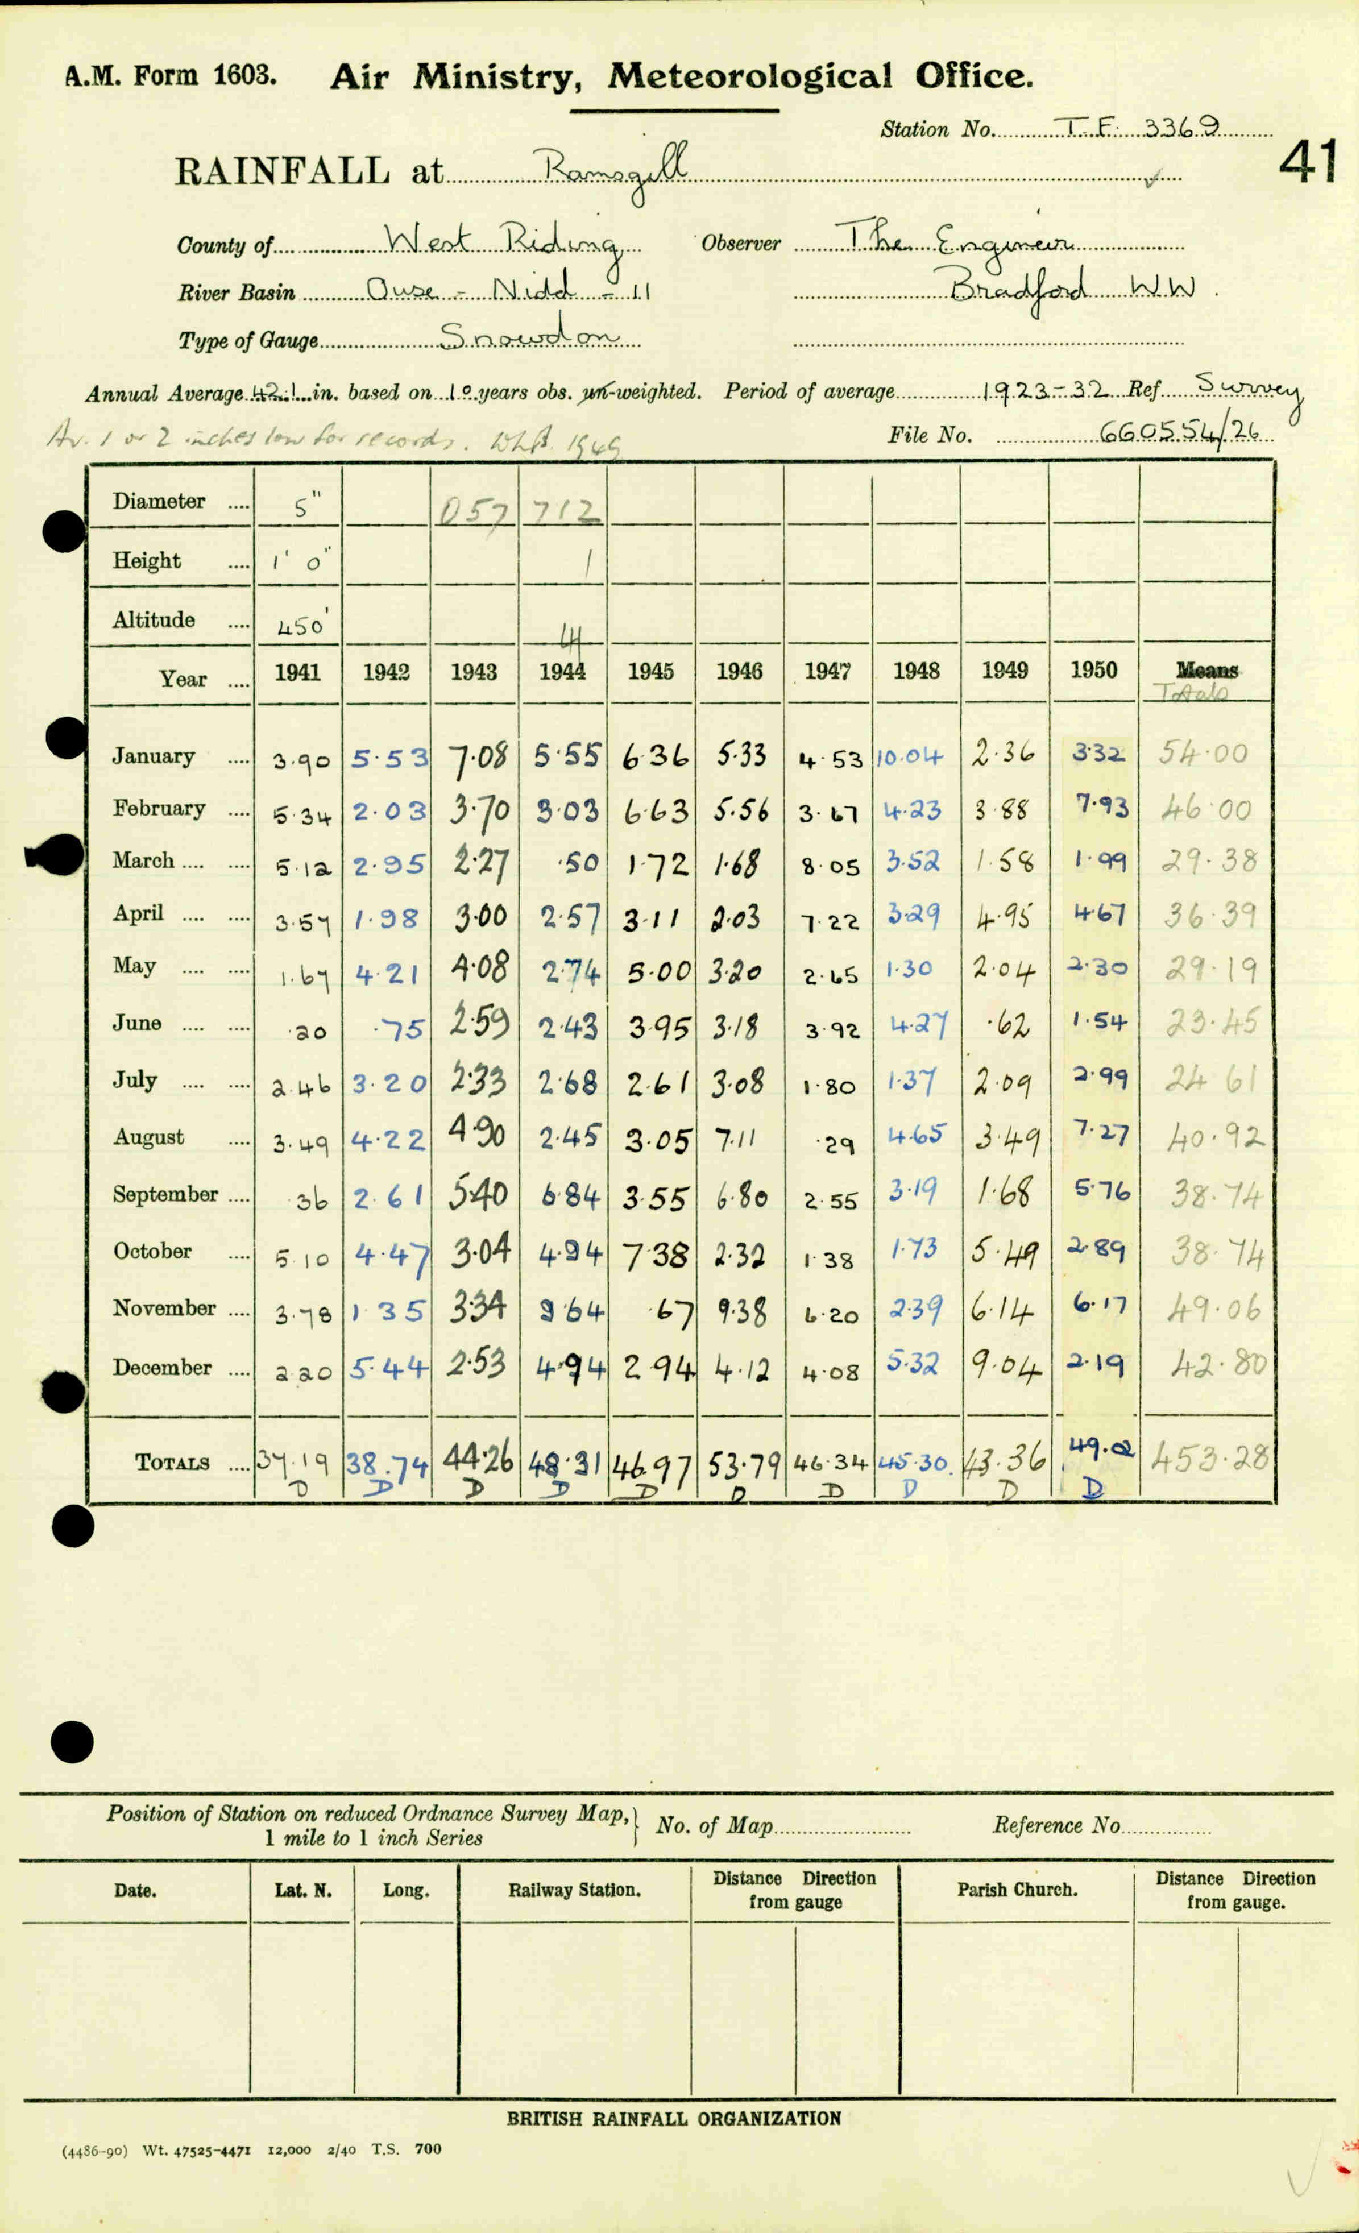 A.M. Form 1603. Air Ministry, Meteorological Office.
Station No. T.F. 3369
41
RAINFALL at Ramsgill ✓
County of West Riding Observer The Engineer
River Basin Ouse - Nidd - 11 Bradford W W.
Type of Gauge Snowdon
Annual Average 42.1 in. based on 10 years obs. un-weighted. Period of average 1923-32 Ref Survey
Av. 1 or 2 inches low for records. 1949 File No. 660554/26
Diameter .... 5" 057 712
Height .... 1' 0" 1
Altitude .... 450'
Year .... 1941 1942 1943 1944 1945 1946 1947 1948 1949 1950 Means
Totals
January .... 3.90 5.53 7.08 5.55 6.36 5.33 4.53 10.04 2.36 3.32 54.00
February .... 5.34 2.03 3.70 3.03 6.63 5.56 3.67 4.23 3.88 7.93 46.00
March .... .... 5.12 2.95 2.27 .50 1.72 1.68 8.05 3.52 1.58 1.99 29.38
April .... .... 3.57 1.98 3.00 2.57 3.11 2.03 7.22 3.29 4.95 4.67 36.39
May .... .... 1.67 4.21 4.08 2.74 5.00 3.20 2.65 1.30 2.04 2.30 29.19
June .... .... .20 .75 2.59 2.43 3.95 3.18 3.92 4.27 .62 1.54 23.45
July .... .... 2.46 3.20 2.33 2.68 2.61 3.08 1.80 1.37 2.09 2.99 24.61
August .... 3.49 4.22 4.90 2.45 3.05 7.11 .29 4.65 3.49 7.27 40.92
September .... .36 2.61 5.40 6.84 3.55 6.80 2.55 3.19 1.68 5.76 38.74
October .... 5.10 4.47 3.04 4.94 7.38 2.32 1.38 1.73 5.49 2.89 38.74
November .... 3.78 1.35 3.34 9.64 .67 9.38 6.20 2.39 6.14 6.17 49.06
December .... 2.20 5.44 2.53 4.94 2.94 4.12 4.08 5.32 9.04 2.19 42.80
TOTALS .... 37.19 38.74 44.26 48.31 46.97 53.79 46.34 45.30 43.36 49.02 453.28
D D D D D D D D D D
Position of Station on reduced Ordnance Survey Map, } No. of Map Reference No.
1 mile to 1 inch Series
Date. Lat. N. Long. Railway Station. Distance Direction Parish Church. Distance Direction
from gauge from gauge.
BRITISH RAINFALL ORGANIZATION
(4486-90) Wt. 47525-4471 12,000 2/40 T.S. 700